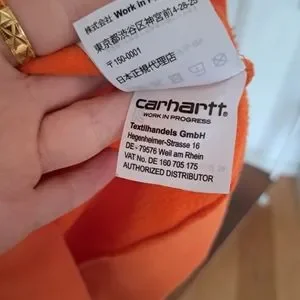 株式会社 Work in P
東京都渋谷区神宮前4-28-25
〒150-0001
日本正規代理店
carhartt
WORK IN PROGRESS
Textilhandels GmbH
Hegenheimer-Strasse 16
DE - 79576 Weil am Rhein
VAT No. DE 160 705 175
AUTHORIZED DISTRIBUTOR